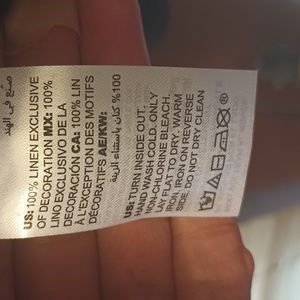 US: 100% LINEN EXCLUSIVE
OF DECORATION MX: 100%
LINO EXCLUSIVO DE LA
DECORACIÓN CA: 100% LIN
À L'EXCEPTION DES MOTIFS
DÉCORATIFS AE/KW:
100% كتان باستثناء الزينة
US: TURN INSIDE OUT.
HAND WASH COLD. ONLY
NON-CHLORINE BLEACH.
LAY FLAT TO DRY. WARM
IRON. IRON ON REVERSE
SIDE. DO NOT DRY CLEAN
صنع في الهند